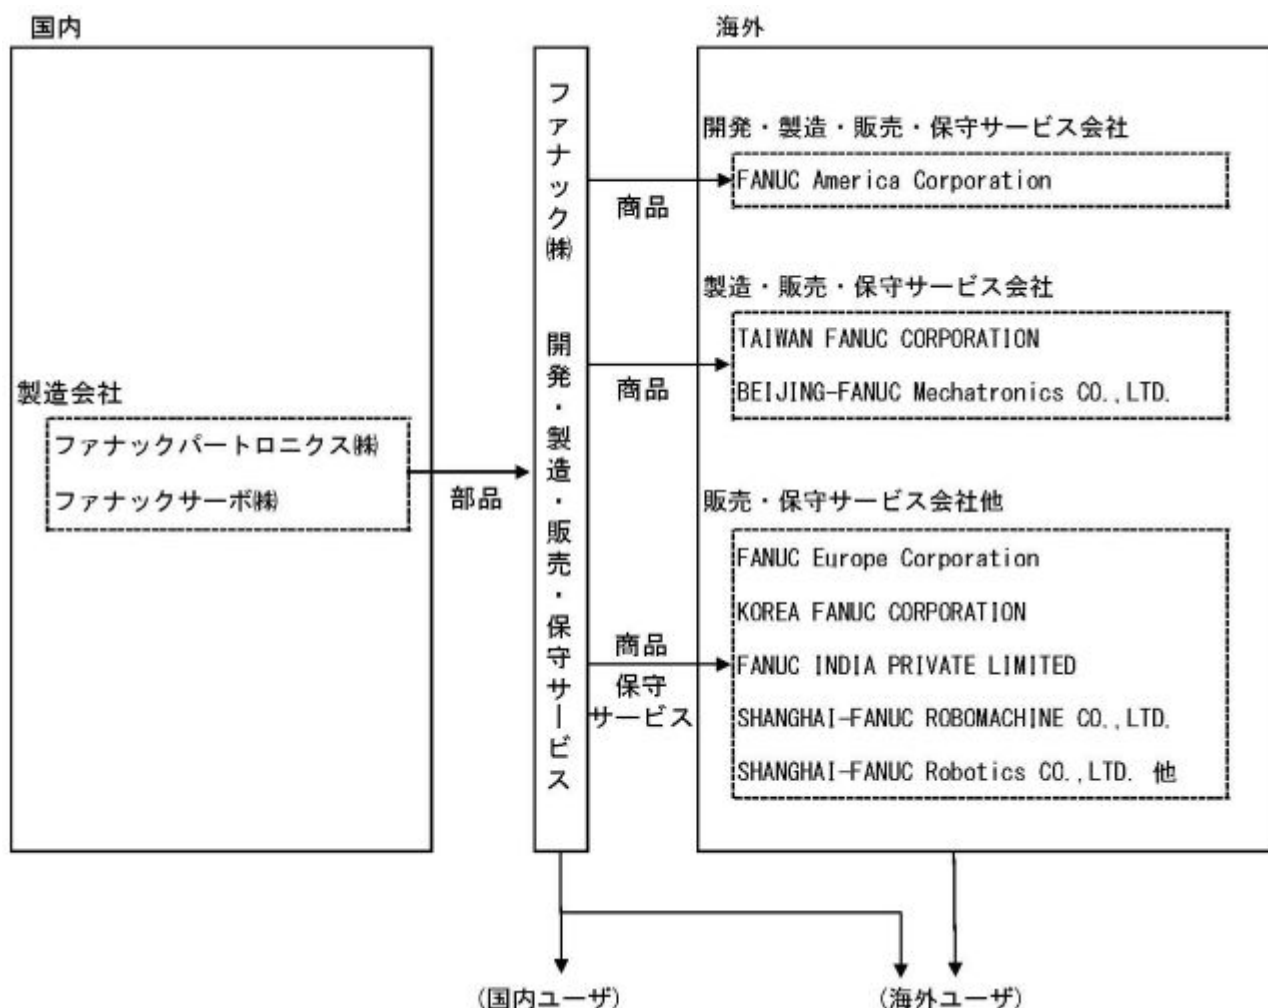 国内
製造会社
ファナックパートロニクス㈱
ファナックサーボ㈱
部品
ファナック㈱ 開発・製造・販売・保守サービス
商品
商品
商品
保守
サービス
海外
開発・製造・販売・保守サービス会社
FANUC America Corporation
製造・販売・保守サービス会社
TAIWAN FANUC CORPORATION
BEIJING-FANUC Mechatronics CO.,LTD.
販売・保守サービス会社他
FANUC Europe Corporation
KOREA FANUC CORPORATION
FANUC INDIA PRIVATE LIMITED
SHANGHAI-FANUC ROBOMACHINE CO.,LTD.
SHANGHAI-FANUC Robotics CO.,LTD. 他
(国内ユーザ)
(海外ユーザ)